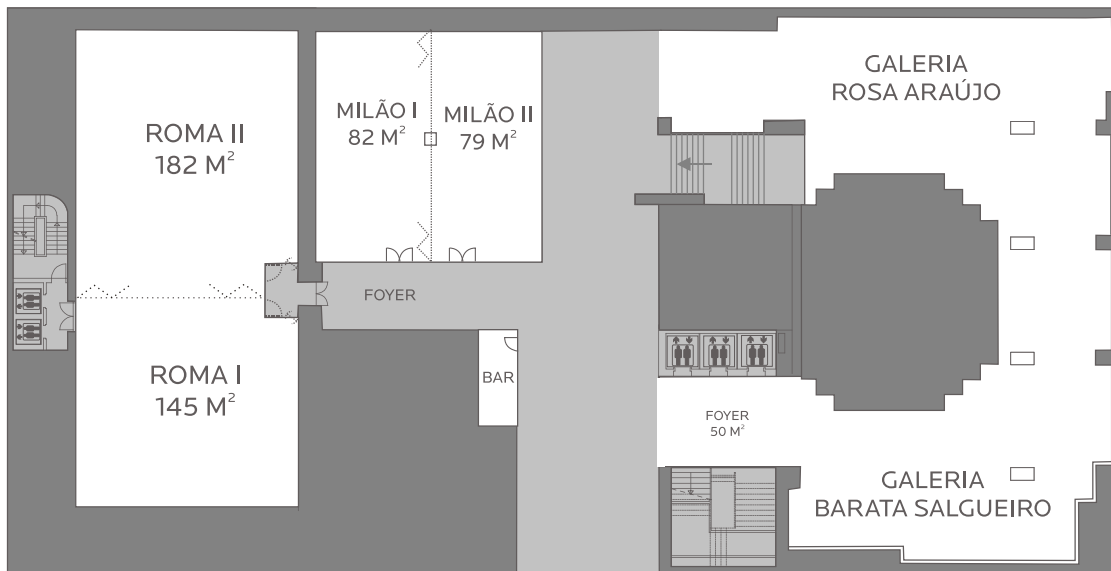 ROMA II
182 M²
MILÃO I
82 M²
MILÃO II
79 M²
GALERIA
ROSA ARAÚJO
FOYER
ROMA I
145 M²
BAR
FOYER
50 M²
GALERIA
BARATA SALGUEIRO